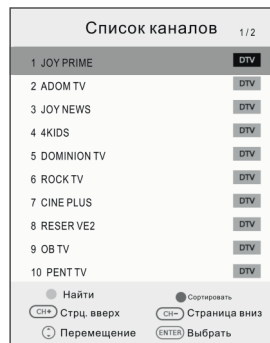 Список каналов 1 / 2
1 JOY PRIME DTV
2 ADOM TV DTV
3 JOY NEWS DTV
4 4KIDS DTV
5 DOMINION TV DTV
6 ROCK TV DTV
7 CINE PLUS DTV
8 RESER VE2 DTV
9 OB TV DTV
10 PENT TV DTV
Найти Сортировать
CH+ Стрц. вверх CH− Страница вниз
Перемещение ENTER Выбрать